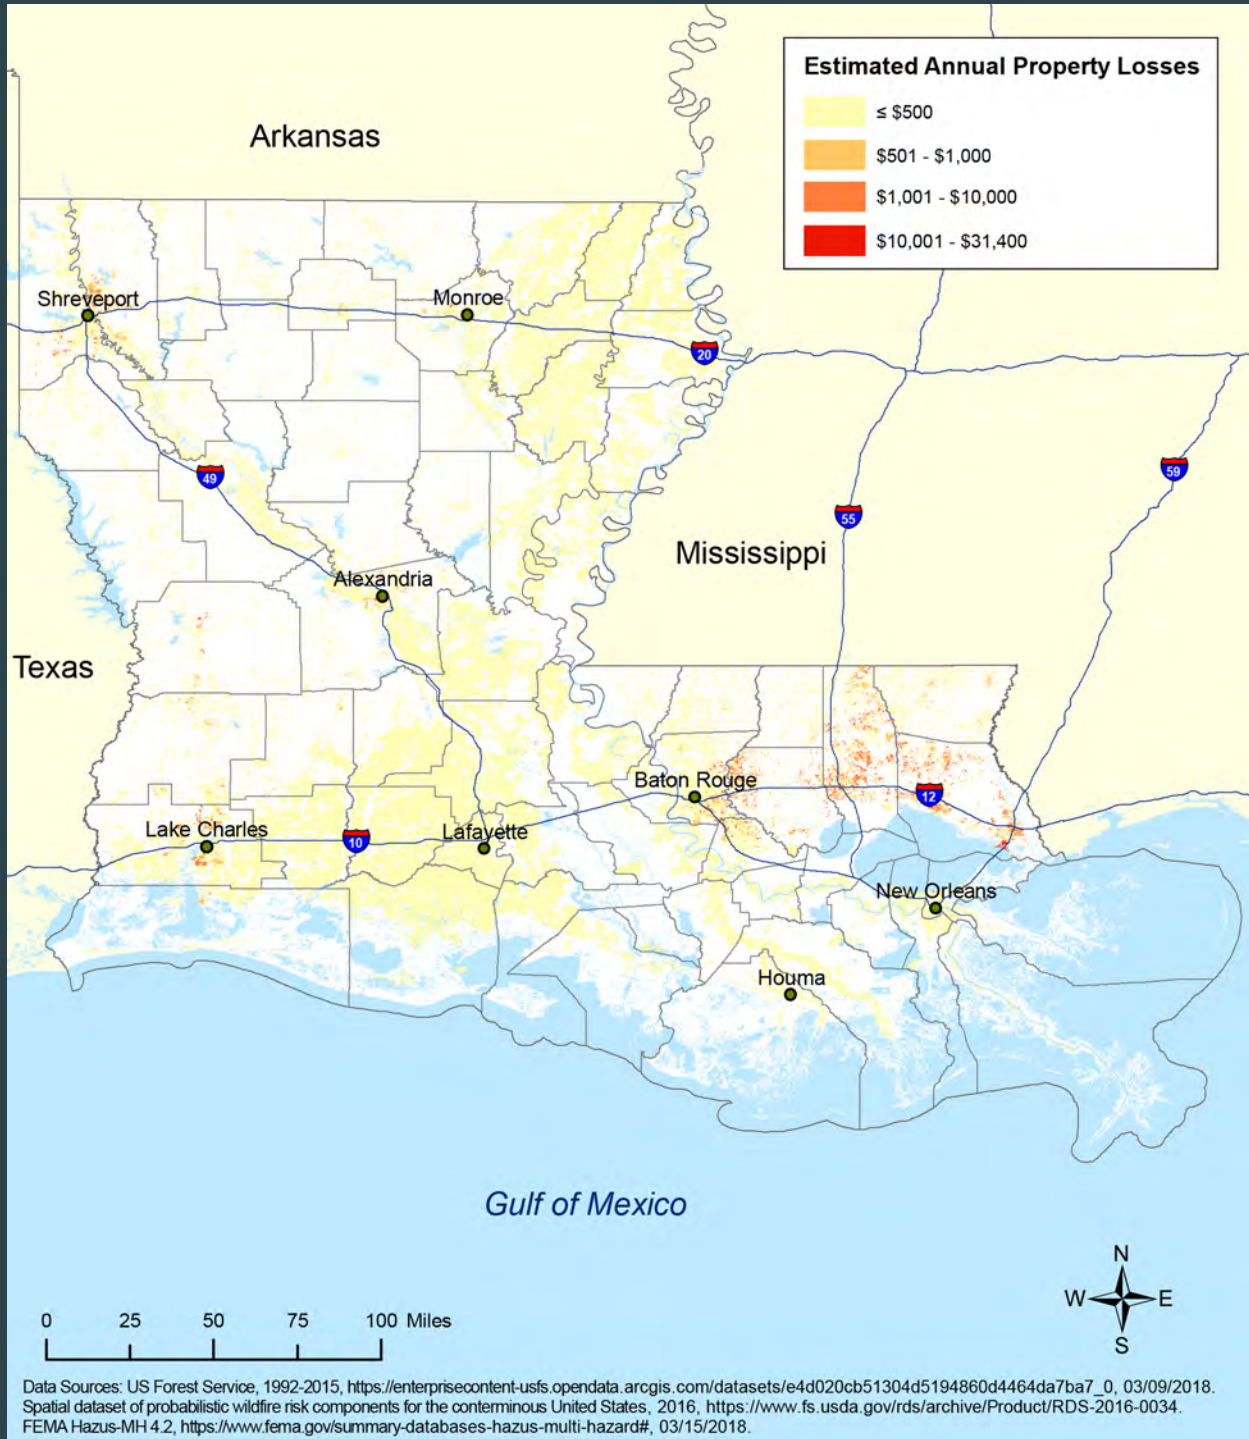 Estimated Annual Property Losses
≤ $500
$501 - $1,000
$1,001 - $10,000
$10,001 - $31,400
Arkansas
Shreveport
Monroe
20
49
59
55
Mississippi
Alexandria
Texas
Baton Rouge
12
Lake Charles
10
Lafayette
New Orleans
Houma
Gulf of Mexico
N
W E
S
0 25 50 75 100 Miles
Data Sources: US Forest Service, 1992-2015, https://enterprisecontent-usfs.opendata.arcgis.com/datasets/e4d020cb51304d5194860d4464da7ba7_0, 03/09/2018.
Spatial dataset of probabilistic wildfire risk components for the conterminous United States, 2016, https://www.fs.usda.gov/rds/archive/Product/RDS-2016-0034.
FEMA Hazus-MH 4.2, https://www.fema.gov/summary-databases-hazus-multi-hazard#, 03/15/2018.